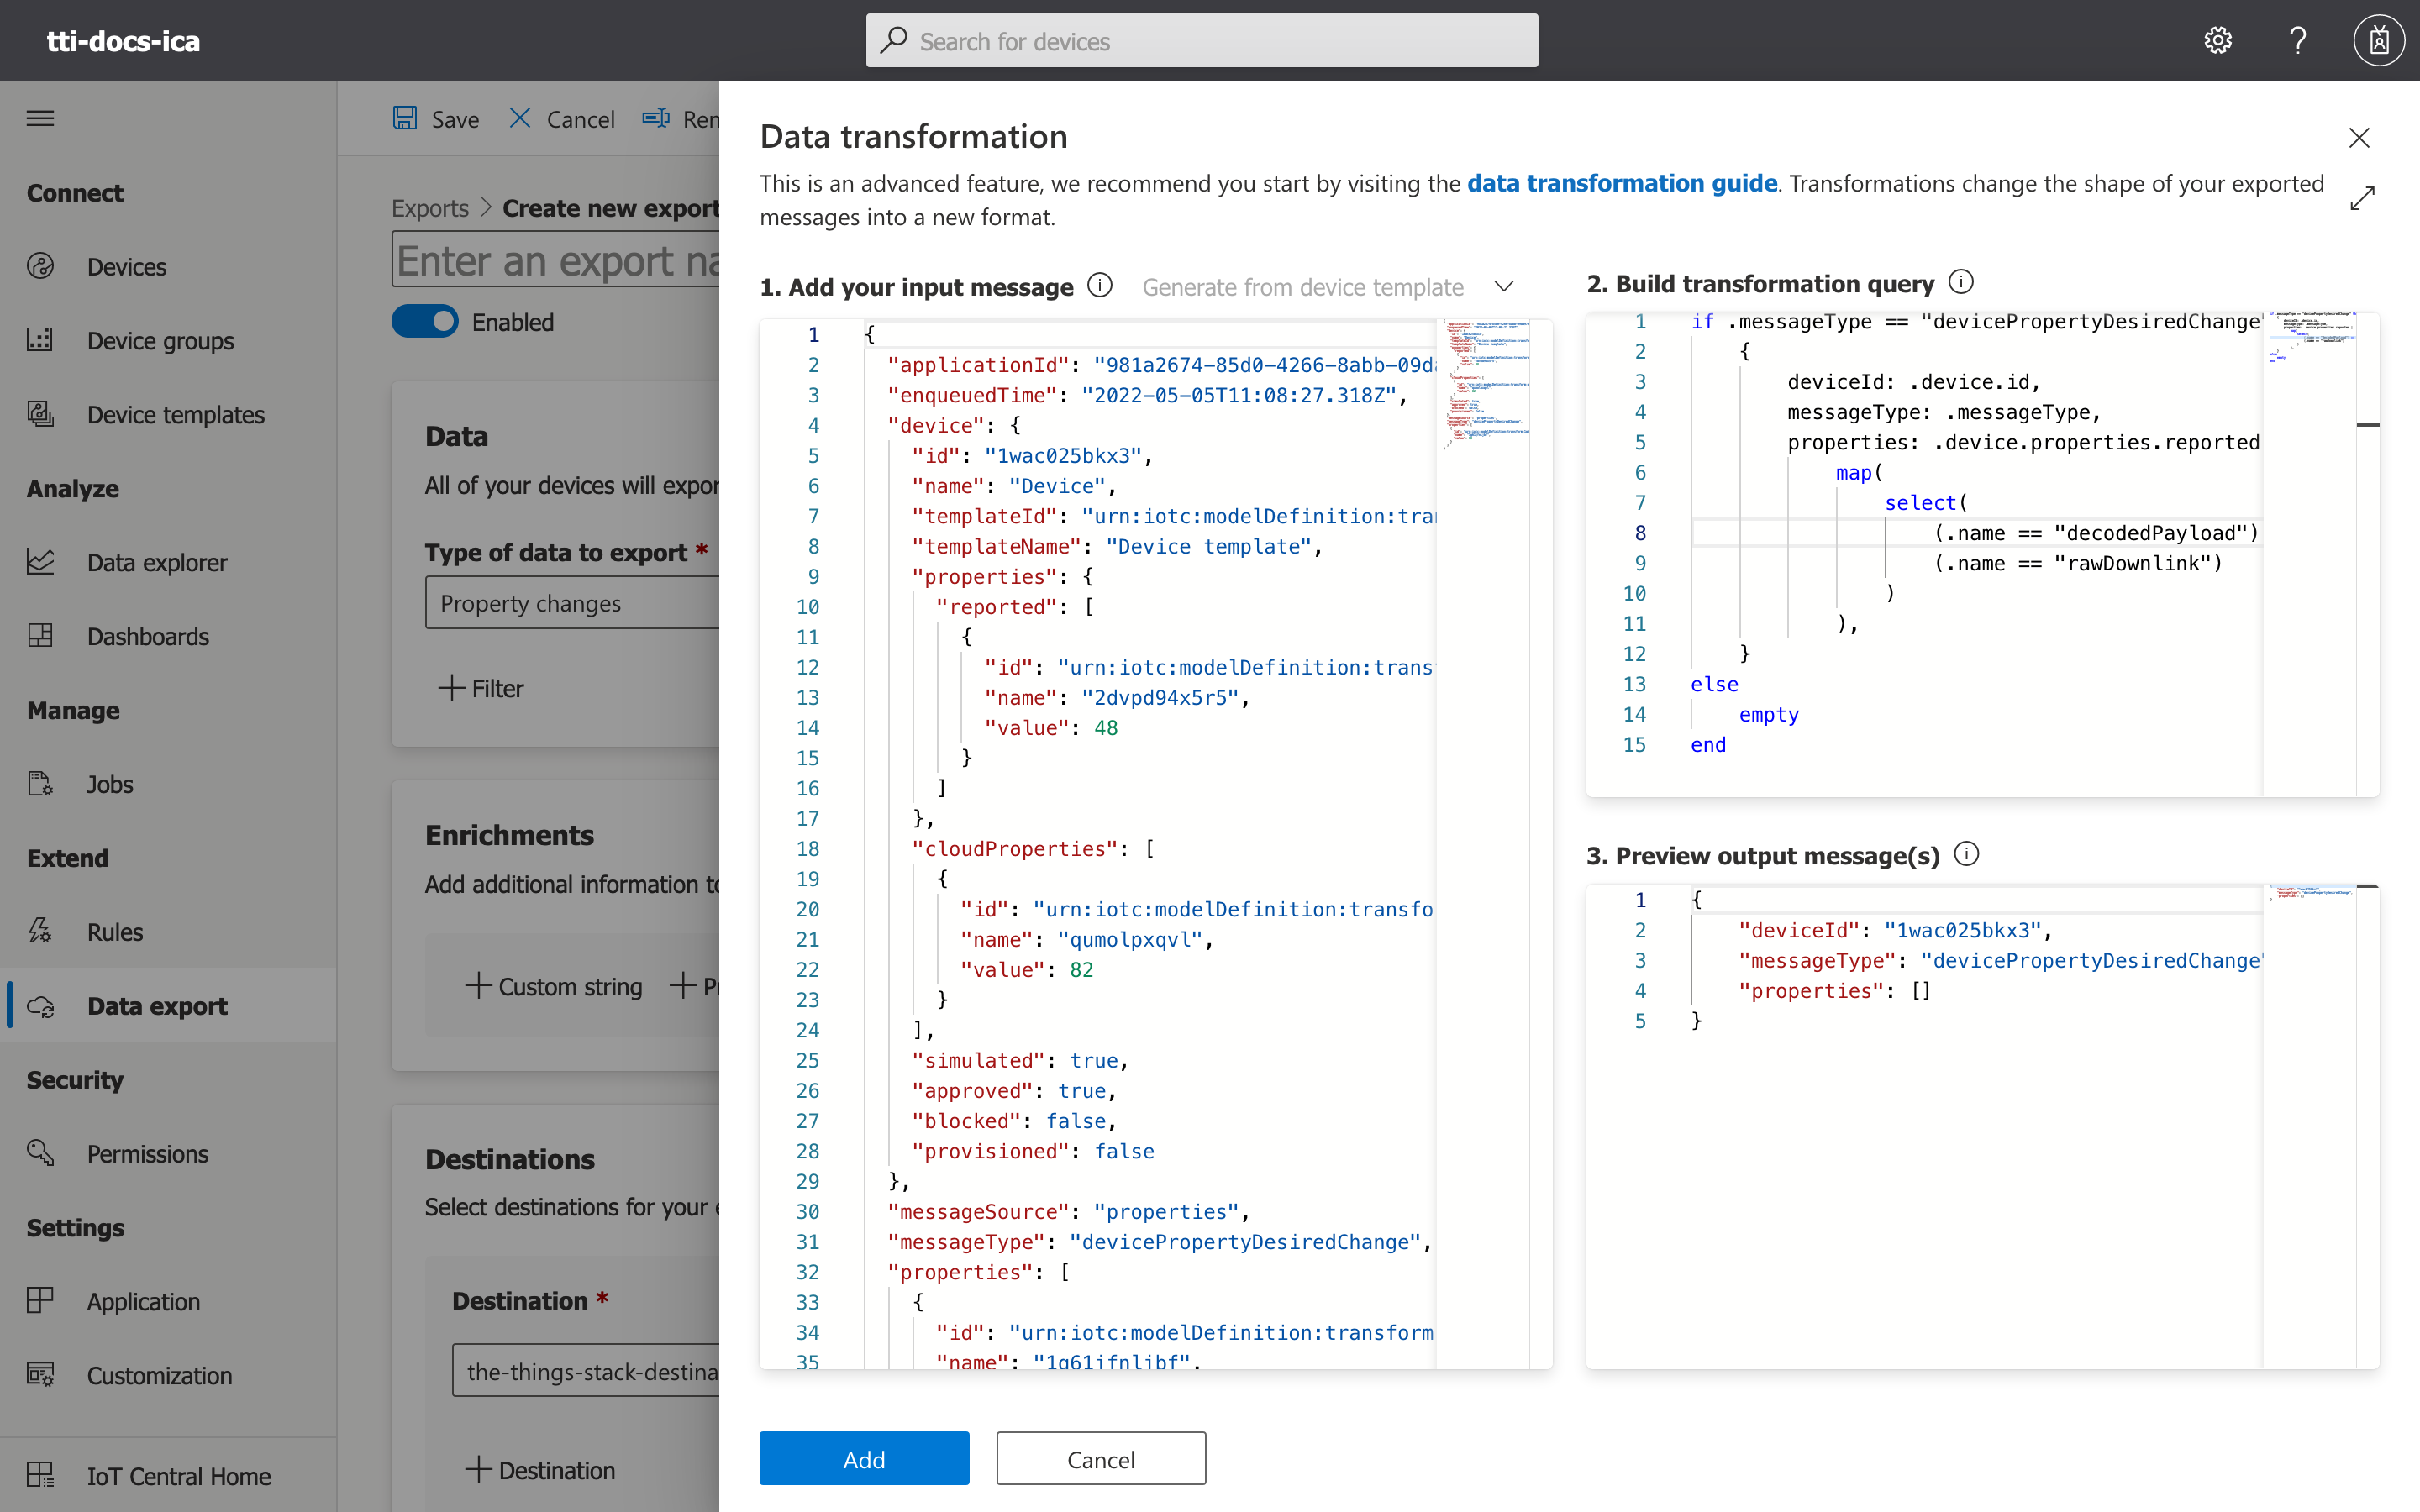 tti-docs-ica
Search for devices
Connect
Devices
Device groups
Device templates
Analyze
Data explorer
Dashboards
Manage
Jobs
Extend
Rules
Data export
Security
Permissions
Settings
Application
Customization
IoT Central Home
Save
Cancel
Ren
Exports > Create new export
Enter an export na
Enabled
Data
All of your devices will expor
Type of data to export *
Property changes
Filter
Enrichments
Add additional information to
Custom string
Pr
Destinations
Select destinations for your e
Destination *
the-things-stack-destina
Destination
Data transformation
This is an advanced feature, we recommend you start by visiting the data transformation guide. Transformations change the shape of your exported
messages into a new format.
1. Add your input message
Generate from device template
1 {
2 "applicationId": "981a2674-85d0-4266-8abb-09da
3 "enqueuedTime": "2022-05-05T11:08:27.318Z",
4 "device": {
5 "id": "1wac025bkx3",
6 "name": "Device",
7 "templateId": "urn:iotc:modelDefinition:tran
8 "templateName": "Device template",
9 "properties": {
10 "reported": [
11 {
12 "id": "urn:iotc:modelDefinition:transf
13 "name": "2dvpd94x5r5",
14 "value": 48
15 }
16 ]
17 },
18 "cloudProperties": [
19 {
20 "id": "urn:iotc:modelDefinition:transfo
21 "name": "qumolpxqvl",
22 "value": 82
23 }
24 ],
25 "simulated": true,
26 "approved": true,
27 "blocked": false,
28 "provisioned": false
29 },
30 "messageSource": "properties",
31 "messageType": "devicePropertyDesiredChange",
32 "properties": [
33 {
34 "id": "urn:iotc:modelDefinition:transform
35 "name": "1g61ifnlibf",
2. Build transformation query
1 if .messageType == "devicePropertyDesiredChange"
2 {
3 deviceId: .device.id,
4 messageType: .messageType,
5 properties: .device.properties.reported
6 map(
7 select(
8 (.name == "decodedPayload")
9 (.name == "rawDownlink")
10 )
11 ),
12 }
13 else
14 empty
15 end
3. Preview output message(s)
1 {
2 "deviceId": "1wac025bkx3",
3 "messageType": "devicePropertyDesiredChange"
4 "properties": []
5 }
Add
Cancel